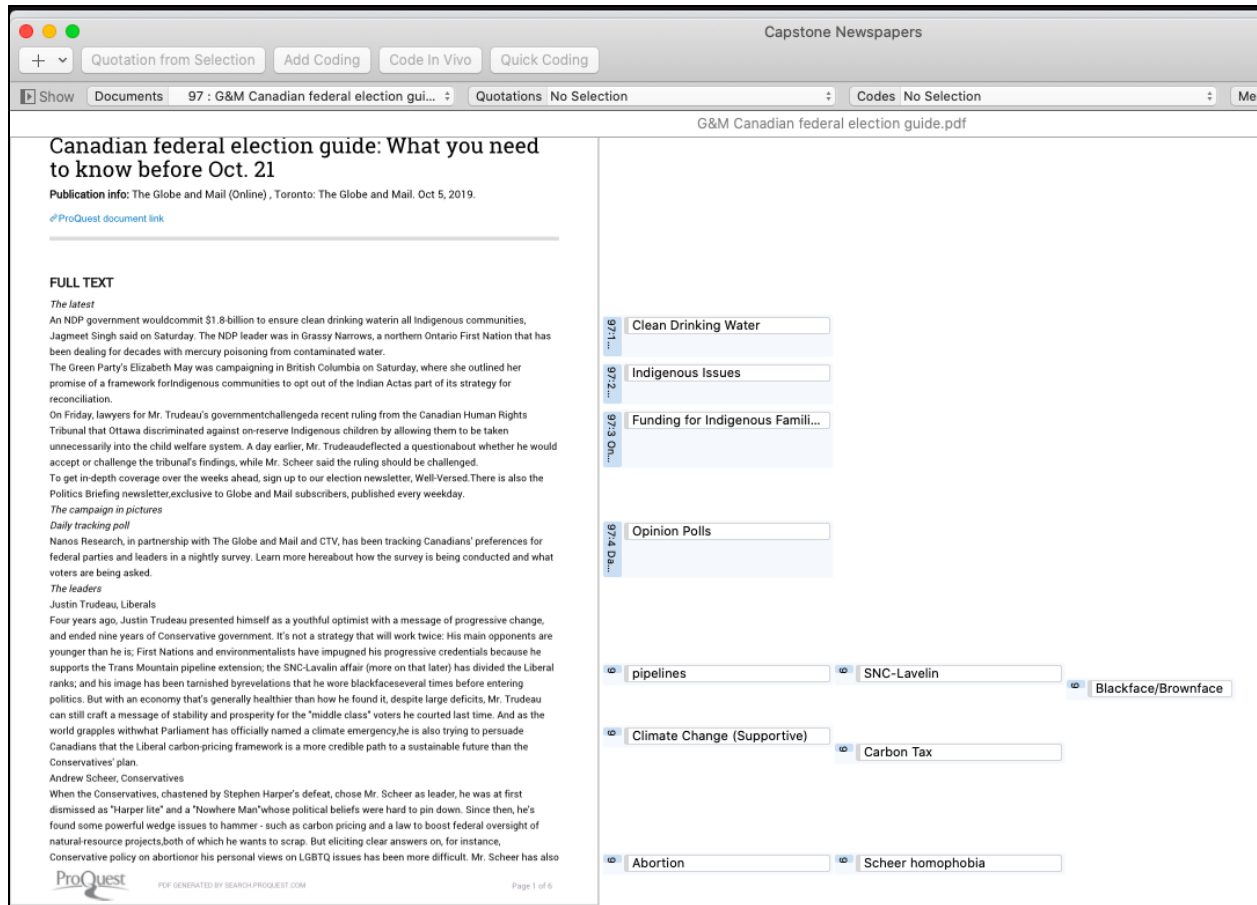 Capstone Newspapers
Quotation from Selection
Add Coding
Code In Vivo
Quick Coding
Show
Documents
97 : G&M Canadian federal election gui...
Quotations No Selection
Codes No Selection
Me
G&M Canadian federal election guide.pdf
Canadian federal election guide: What you need
to know before Oct. 21
Publication info: The Globe and Mail (Online) , Toronto: The Globe and Mail. Oct 5, 2019.
ProQuest document link
FULL TEXT
The latest
An NDP government wouldcommit $1.8-billion to ensure clean drinking waterin all Indigenous communities,
Jagmeet Singh said on Saturday. The NDP leader was in Grassy Narrows, a northern Ontario First Nation that has
been dealing for decades with mercury poisoning from contaminated water.
The Green Party's Elizabeth May was campaigning in British Columbia on Saturday, where she outlined her
promise of a framework forIndigenous communities to opt out of the Indian Actas part of its strategy for
reconciliation.
On Friday, lawyers for Mr. Trudeau's governmentchallengeda recent ruling from the Canadian Human Rights
Tribunal that Ottawa discriminated against on-reserve Indigenous children by allowing them to be taken
unnecessarily into the child welfare system. A day earlier, Mr. Trudeaudeflected a questionabout whether he would
accept or challenge the tribunal's findings, while Mr. Scheer said the ruling should be challenged.
To get in-depth coverage over the weeks ahead, sign up to our election newsletter, Well-Versed.There is also the
Politics Briefing newsletter,exclusive to Globe and Mail subscribers, published every weekday.
The campaign in pictures
Daily tracking poll
Nanos Research, in partnership with The Globe and Mail and CTV, has been tracking Canadians' preferences for
federal parties and leaders in a nightly survey. Learn more hereabout how the survey is being conducted and what
voters are being asked.
The leaders
Justin Trudeau, Liberals
Four years ago, Justin Trudeau presented himself as a youthful optimist with a message of progressive change,
and ended nine years of Conservative government. It's not a strategy that will work twice: His main opponents are
younger than he is; First Nations and environmentalists have impugned his progressive credentials because he
supports the Trans Mountain pipeline extension; the SNC-Lavalin affair (more on that later) has divided the Liberal
ranks; and his image has been tarnished byrevelations that he wore blackfaceseveral times before entering
politics. But with an economy that's generally healthier than how he found it, despite large deficits, Mr. Trudeau
can still craft a message of stability and prosperity for the "middle class" voters he courted last time. And as the
world grapples withwhat Parliament has officially named a climate emergency,he is also trying to persuade
Canadians that the Liberal carbon-pricing framework is a more credible path to a sustainable future than the
Conservatives' plan.
Andrew Scheer, Conservatives
When the Conservatives, chastened by Stephen Harper's defeat, chose Mr. Scheer as leader, he was at first
dismissed as "Harper lite" and a "Nowhere Man"whose political beliefs were hard to pin down. Since then, he's
found some powerful wedge issues to hammer - such as carbon pricing and a law to boost federal oversight of
natural-resource projects,both of which he wants to scrap. But eliciting clear answers on, for instance,
Conservative policy on abortionor his personal views on LGBTQ issues has been more difficult. Mr. Scheer has also
ProQuest
PDF GENERATED BY SEARCH.PROQUEST.COM
Page 1 of 6
97:1...
Clean Drinking Water
97:2...
Indigenous Issues
97:3 On...
Funding for Indigenous Famili...
97:4 Da...
Opinion Polls
9
pipelines
9
SNC-Lavelin
9
Blackface/Brownface
9
Climate Change (Supportive)
9
Carbon Tax
9
Abortion
9
Scheer homophobia